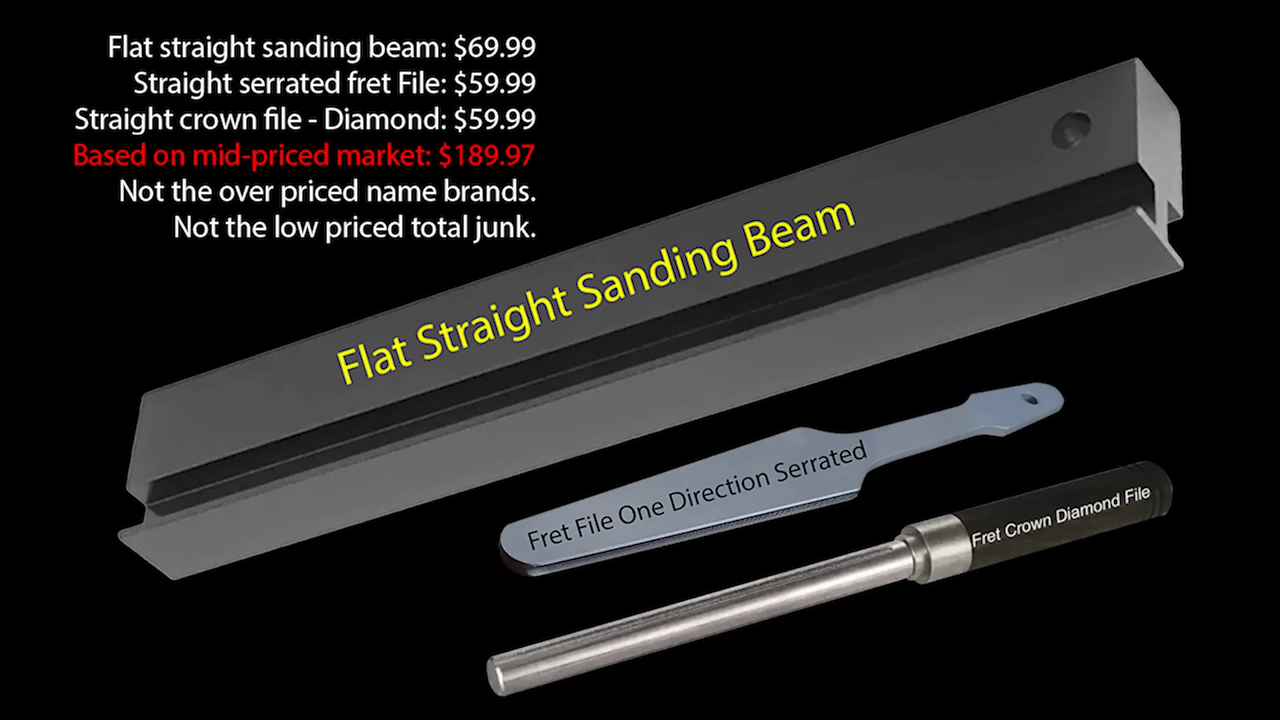 Flat straight sanding beam: $69.99
Straight serrated fret File: $59.99
Straight crown file - Diamond: $59.99
Based on mid-priced market: $189.97
Not the over priced name brands.
Not the low priced total junk.
Flat Straight Sanding Beam
Fret File One Direction Serrated
Fret Crown Diamond File